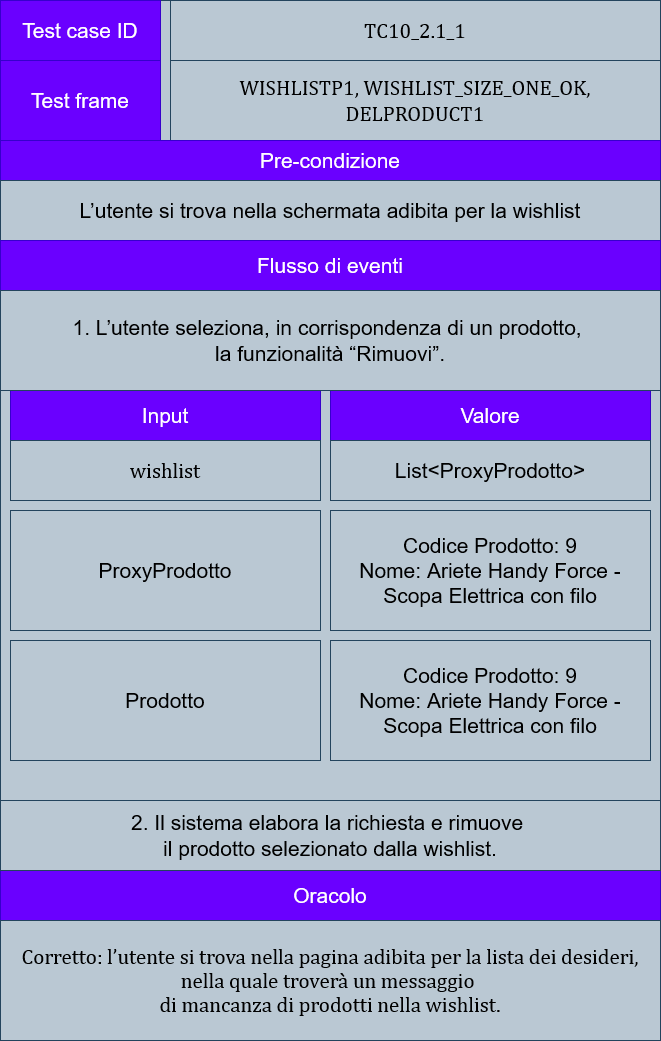 Test case ID
TC10_2.1_1
Test frame
WISHLISTP1, WISHLIST_SIZE_ONE_OK,
DELPRODUCT1
Pre-condizione
L’utente si trova nella schermata adibita per la wishlist
Flusso di eventi
1. L’utente seleziona, in corrispondenza di un prodotto,
la funzionalità “Rimuovi”.
Input
Valore
wishlist
List<ProxyProdotto>
ProxyProdotto
Codice Prodotto: 9
Nome: Ariete Handy Force -
Scopa Elettrica con filo
Prodotto
Codice Prodotto: 9
Nome: Ariete Handy Force -
Scopa Elettrica con filo
2. Il sistema elabora la richiesta e rimuove
il prodotto selezionato dalla wishlist.
Oracolo
Corretto: l’utente si trova nella pagina adibita per la lista dei desideri,
nella quale troverà un messaggio
di mancanza di prodotti nella wishlist.